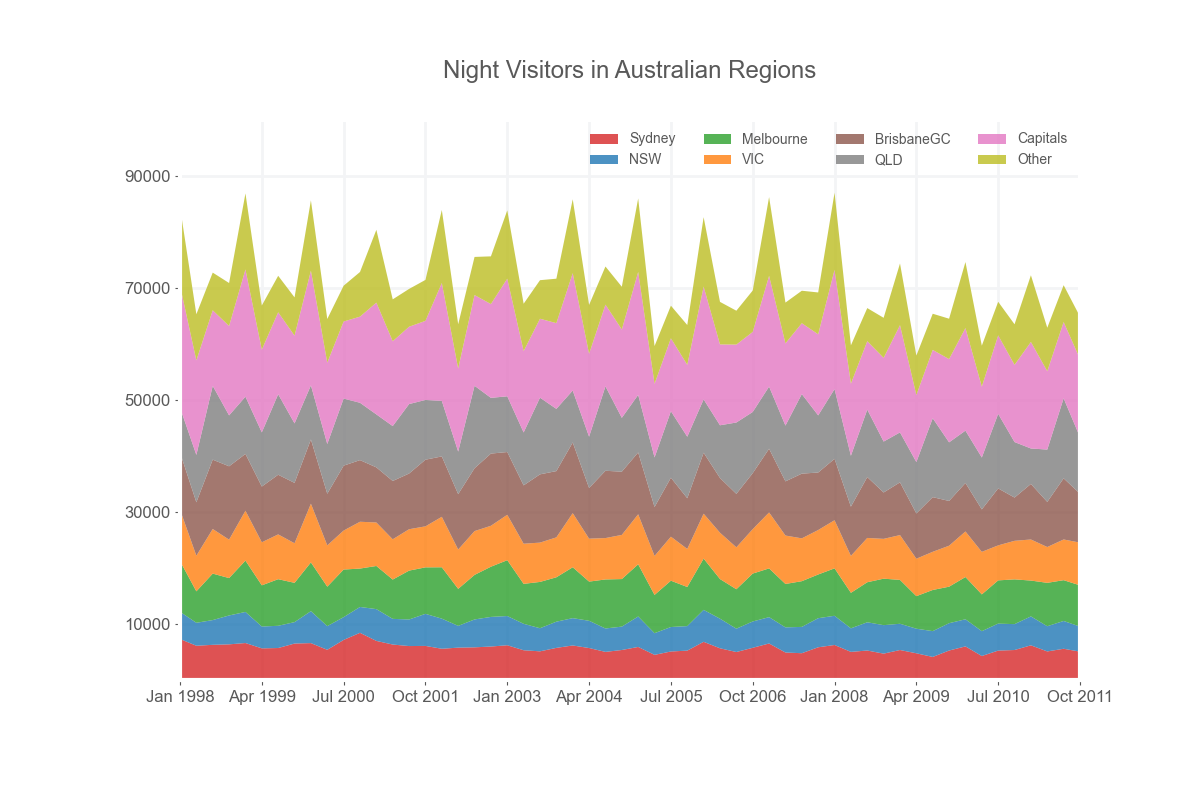 Night Visitors in Australian Regions
Sydney Melbourne BrisbaneGC Capitals
NSW VIC QLD Other
90000
70000
50000
30000
10000
Jan 1998 Apr 1999 Jul 2000 Oct 2001 Jan 2003 Apr 2004 Jul 2005 Oct 2006 Jan 2008 Apr 2009 Jul 2010 Oct 2011